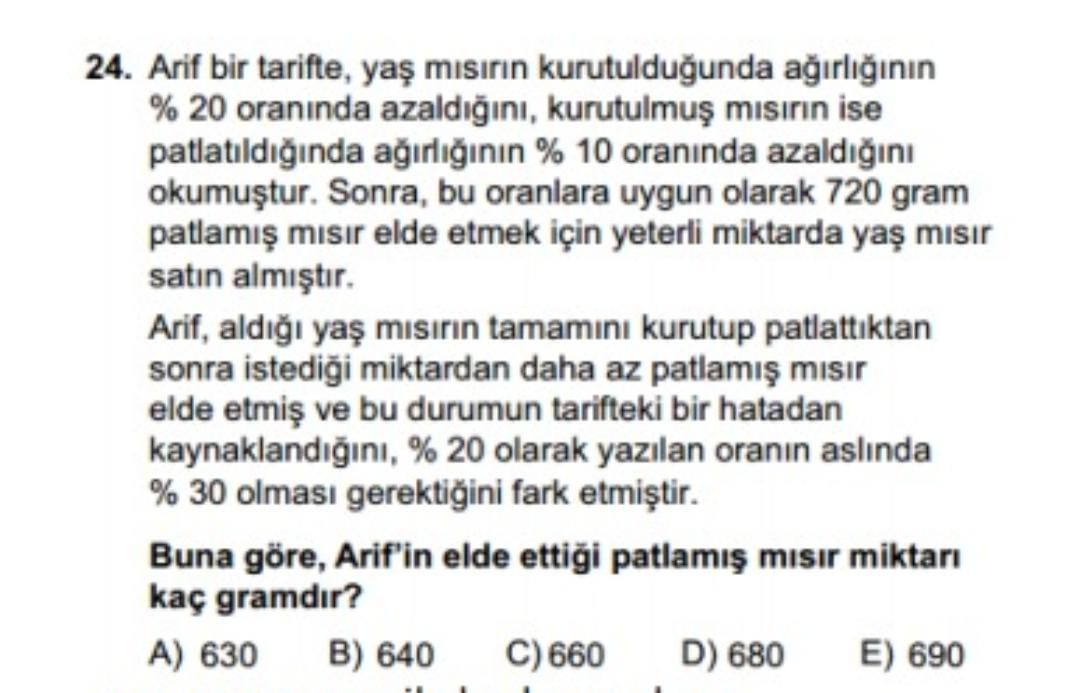 24. Arif bir tarifte, yaş mısırın kurutulduğunda ağırlığının
% 20 oranında azaldığını, kurutulmuş mısırın ise
patlatıldığında ağırlığının % 10 oranında azaldığını
okumuştur. Sonra, bu oranlara uygun olarak 720 gram
patlamış mısır elde etmek için yeterli miktarda yaş mısır
satın almıştır.
Arif, aldığı yaş mısırın tamamını kurutup patlattıktan
sonra istediği miktardan daha az patlamış mısır
elde etmiş ve bu durumun tarifteki bir hatadan
kaynaklandığını, % 20 olarak yazılan oranın aslında
% 30 olması gerektiğini fark etmiştir.
Buna göre, Arif'in elde ettiği patlamış mısır miktarı
kaç gramdır?
A) 630 B) 640 C) 660 D) 680 E) 690